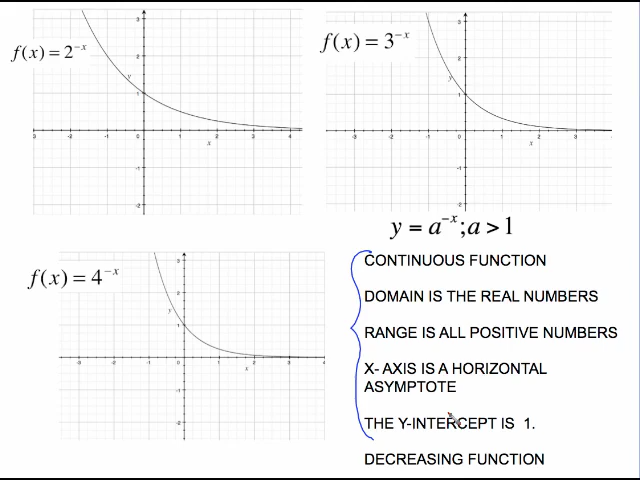 f(x) = 2⁻ˣ
f(x) = 3⁻ˣ
y = a⁻ˣ; a > 1
f(x) = 4⁻ˣ
CONTINUOUS FUNCTION
DOMAIN IS THE REAL NUMBERS
RANGE IS ALL POSITIVE NUMBERS
X- AXIS IS A HORIZONTAL
ASYMPTOTE
THE Y-INTERCEPT IS 1.
DECREASING FUNCTION